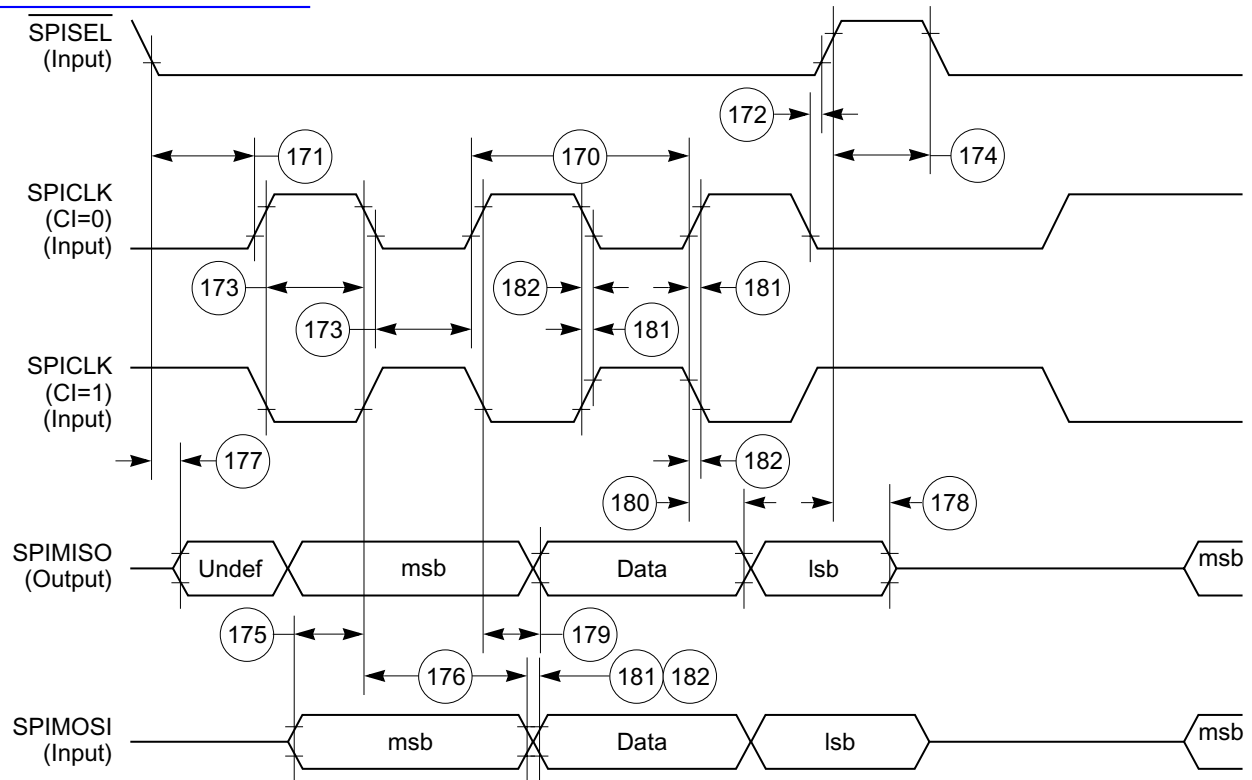 SPISEL
(Input)
172
174
171
170
SPICLK
(CI=0)
(Input)
173
182
181
173
181
SPICLK
(CI=1)
(Input)
177
182
180
178
SPIMISO
(Output)
Undef
msb
Data
lsb
msb
175
179
176
181
182
SPIMOSI
(Input)
msb
Data
lsb
msb